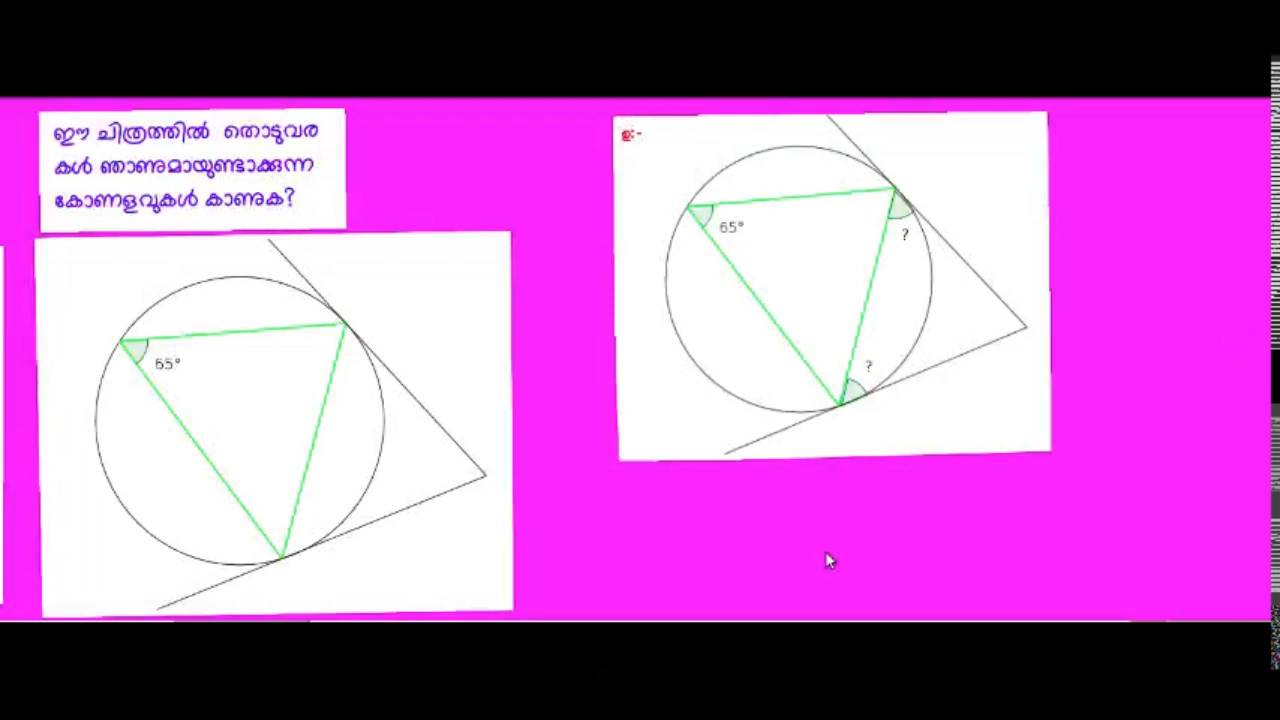 ഈ ചിത്രത്തിൽ തൊടുവര
കൾ ഞാണുമായുണ്ടാക്കുന്ന
കോണളവുകൾ കാണുക?
65°
ഉ:-
65°
?
?